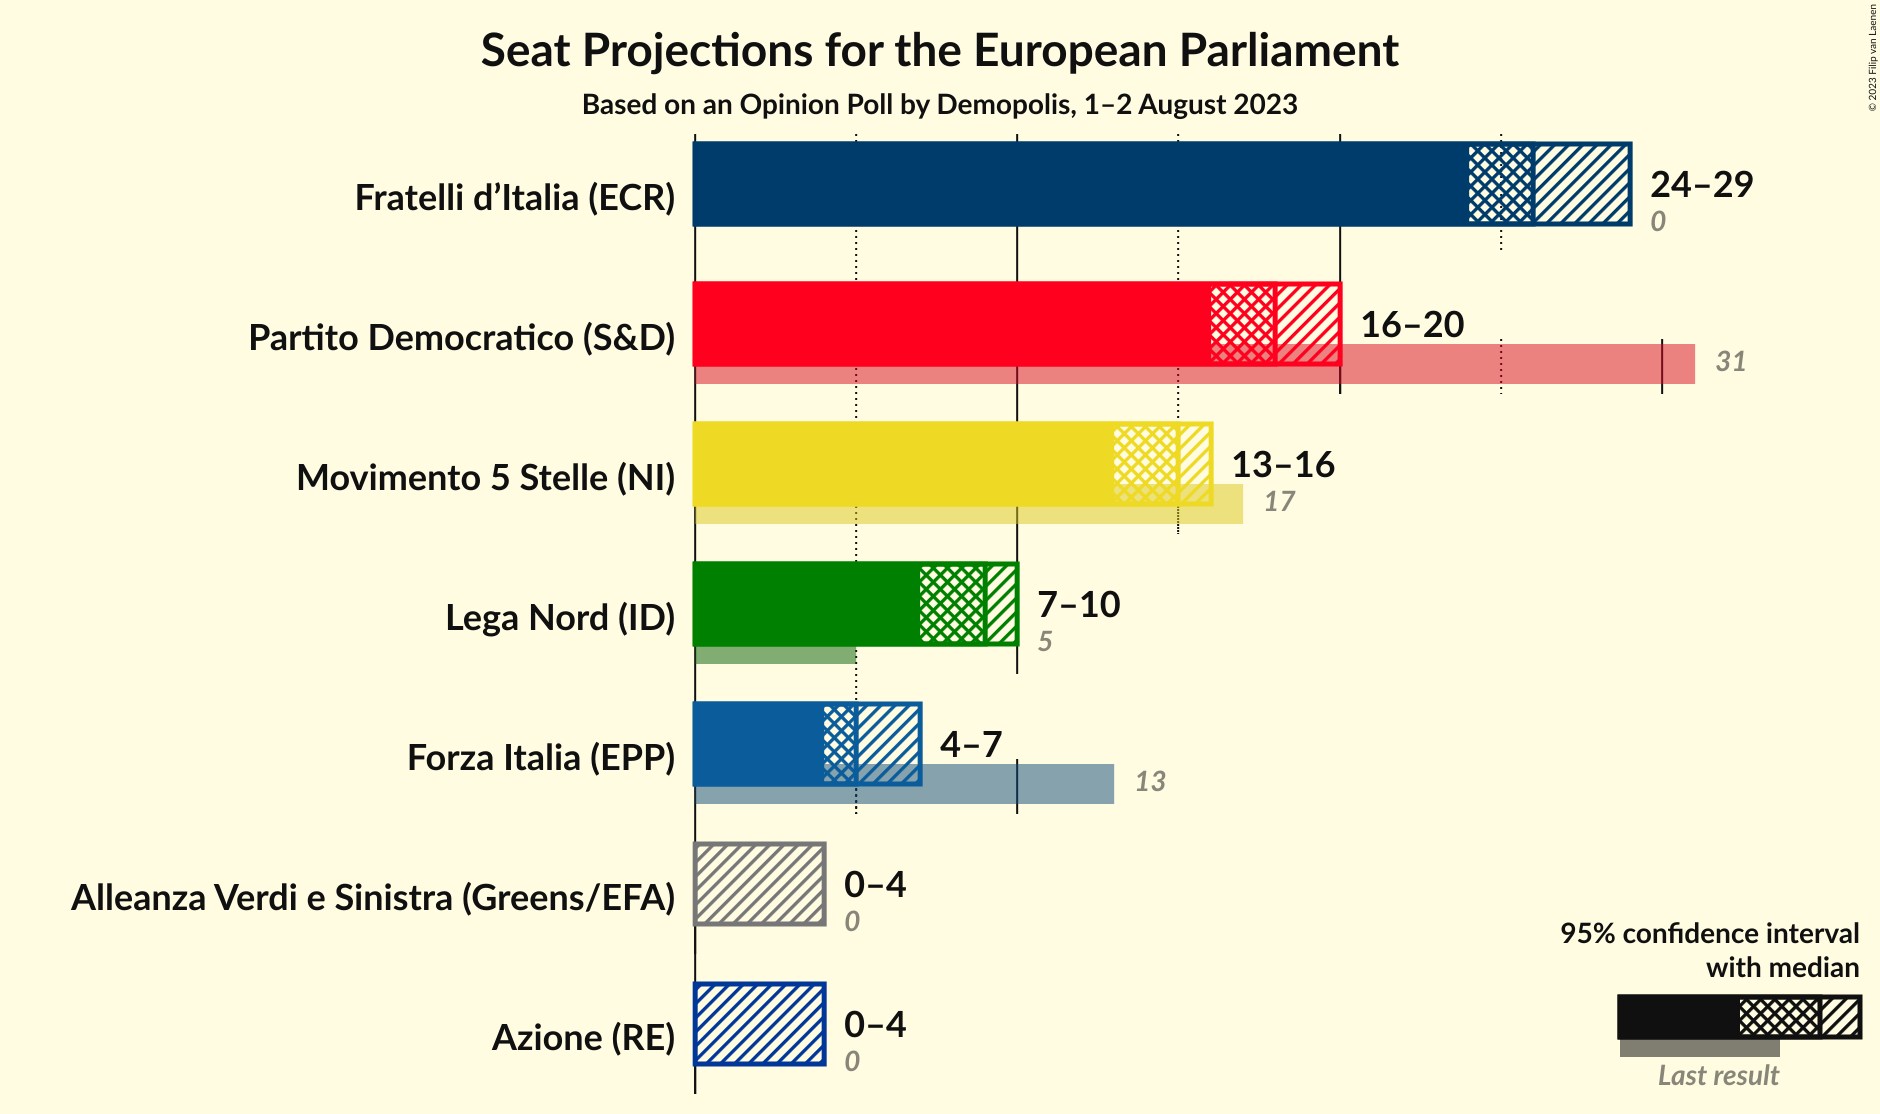 Seat Projections for the European Parliament
Based on an Opinion Poll by Demopolis, 1–2 August 2023
© 2023 Filip van Laenen
Fratelli d’Italia (ECR)
24–29
0
Partito Democratico (S&D)
16–20
31
Movimento 5 Stelle (NI)
13–16
17
Lega Nord (ID)
7–10
5
Forza Italia (EPP)
4–7
13
Alleanza Verdi e Sinistra (Greens/EFA)
0–4
0
Azione (RE)
0–4
0
95% confidence interval
with median
Last result